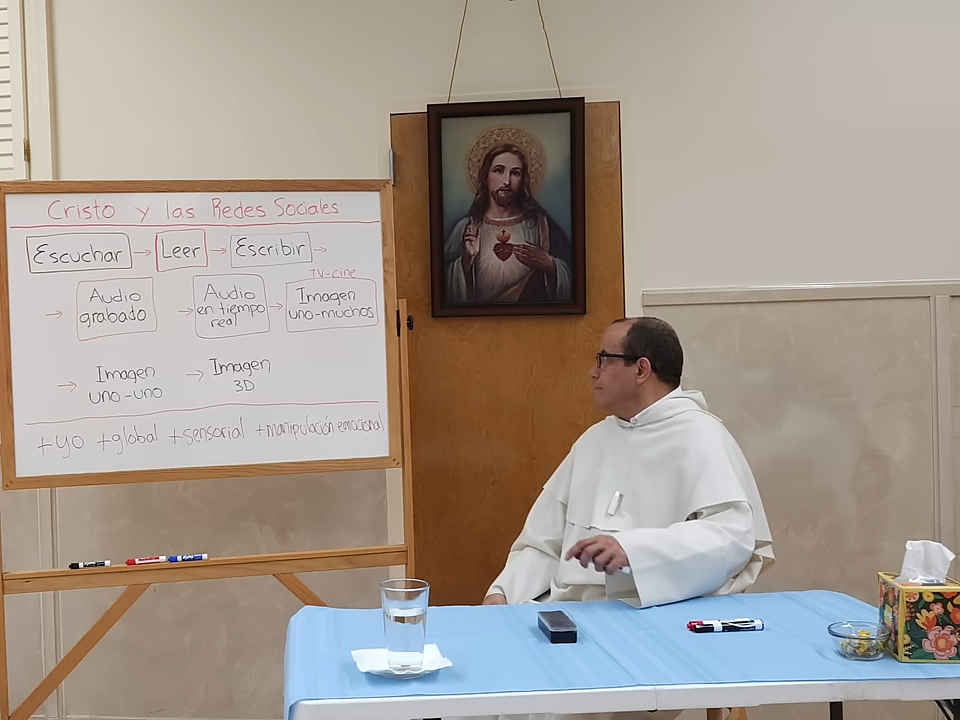 Cristo y las Redes Sociales
Escuchar → Leer → Escribir →
TV-cine
→ Audio grabado → Audio en tiempo real → Imagen uno-muchos
→ Imagen uno-uno → Imagen 3D
+yo +global +sensorial +manipulación emocional